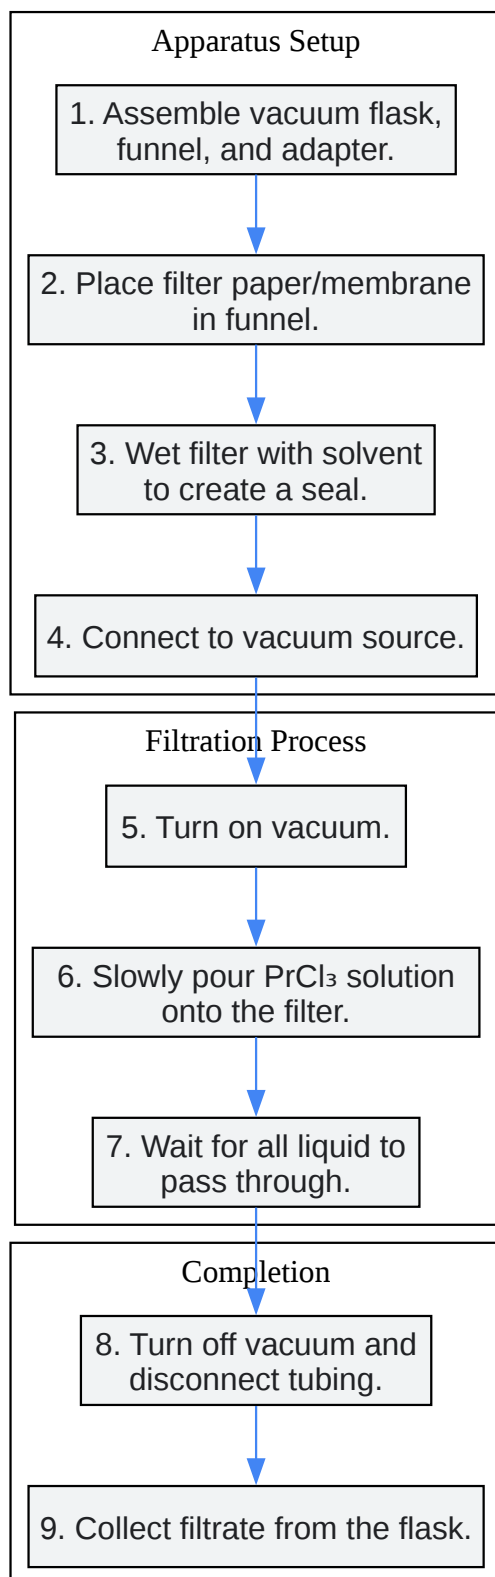 Apparatus Setup
1. Assemble vacuum flask,
funnel, and adapter.
2. Place filter paper/membrane
in funnel.
3. Wet filter with solvent
to create a seal.
4. Connect to vacuum source.
Filtration Process
5. Turn on vacuum.
6. Slowly pour PrCl₃ solution
onto the filter.
7. Wait for all liquid to
pass through.
Completion
8. Turn off vacuum and
disconnect tubing.
9. Collect filtrate from the flask.